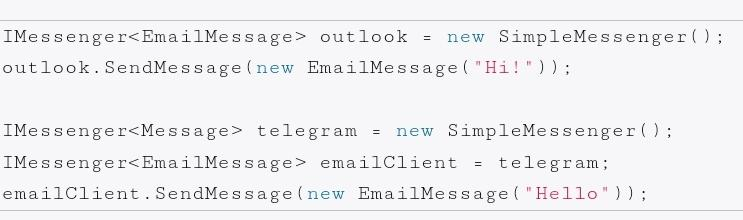 IMessenger<EmailMessage> outlook = new SimpleMessenger();
outlook.SendMessage(new EmailMessage("Hi!"));
IMessenger<Message> telegram = new SimpleMessenger();
IMessenger<EmailMessage> emailClient = telegram;
emailClient.SendMessage(new EmailMessage("Hello"));